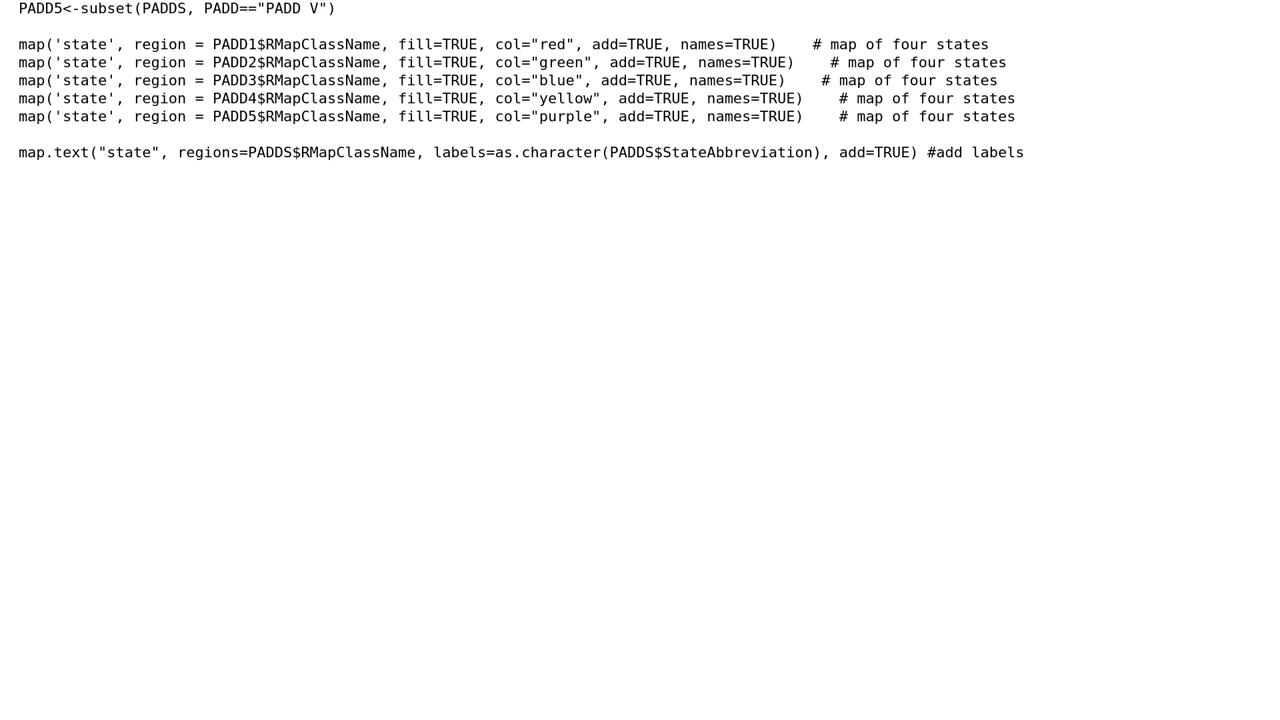 PADD5<-subset(PADDS, PADD=="PADD V")
map('state', region = PADD1$RMapClassName, fill=TRUE, col="red", add=TRUE, names=TRUE)    # map of four states
map('state', region = PADD2$RMapClassName, fill=TRUE, col="green", add=TRUE, names=TRUE)    # map of four states
map('state', region = PADD3$RMapClassName, fill=TRUE, col="blue", add=TRUE, names=TRUE)    # map of four states
map('state', region = PADD4$RMapClassName, fill=TRUE, col="yellow", add=TRUE, names=TRUE)    # map of four states
map('state', region = PADD5$RMapClassName, fill=TRUE, col="purple", add=TRUE, names=TRUE)    # map of four states
map.text("state", regions=PADDS$RMapClassName, labels=as.character(PADDS$StateAbbreviation), add=TRUE) #add labels